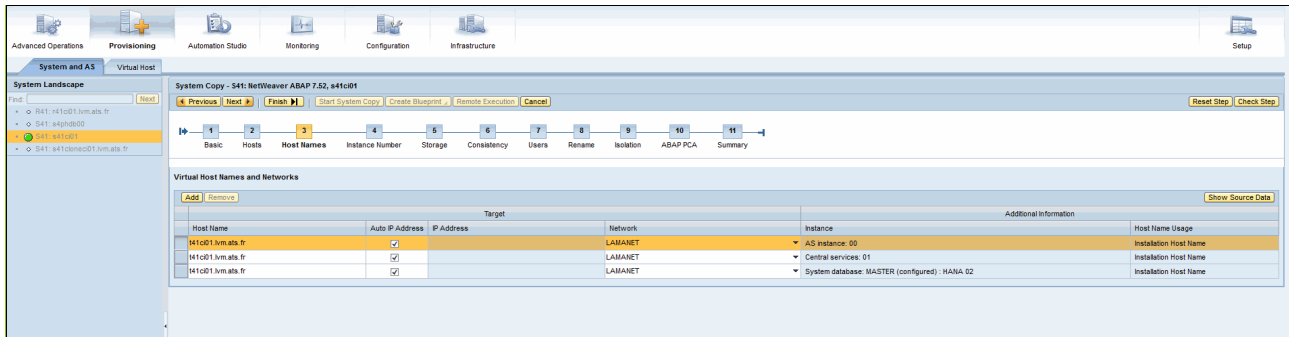 Advanced Operations Provisioning Automation Studio Monitoring Configuration Infrastructure Setup
System and AS Virtual Host
System Landscape
Find: Next
R41: r41ci01.lvm.ats.fr
S41: s4phdb00
S41: s41ci01
S41: s41cloneci01.lvm.ats.fr
System Copy - S41: NetWeaver ABAP 7.52, s41ci01
Previous Next Finish Start System Copy Create Blueprint Remote Execution Cancel Reset Step Check Step
1 2 3 4 5 6 7 8 9 10 11
Basic Hosts Host Names Instance Number Storage Consistency Users Rename Isolation ABAP PCA Summary
Virtual Host Names and Networks
Add Remove Show Source Data
Target Additional Information
Host Name Auto IP Address IP Address Network Instance Host Name Usage
t41ci01.lvm.ats.fr LAMANET AS instance: 00 Installation Host Name
t41ci01.lvm.ats.fr LAMANET Central services: 01 Installation Host Name
t41ci01.lvm.ats.fr LAMANET System database: MASTER (configured) : HANA 02 Installation Host Name